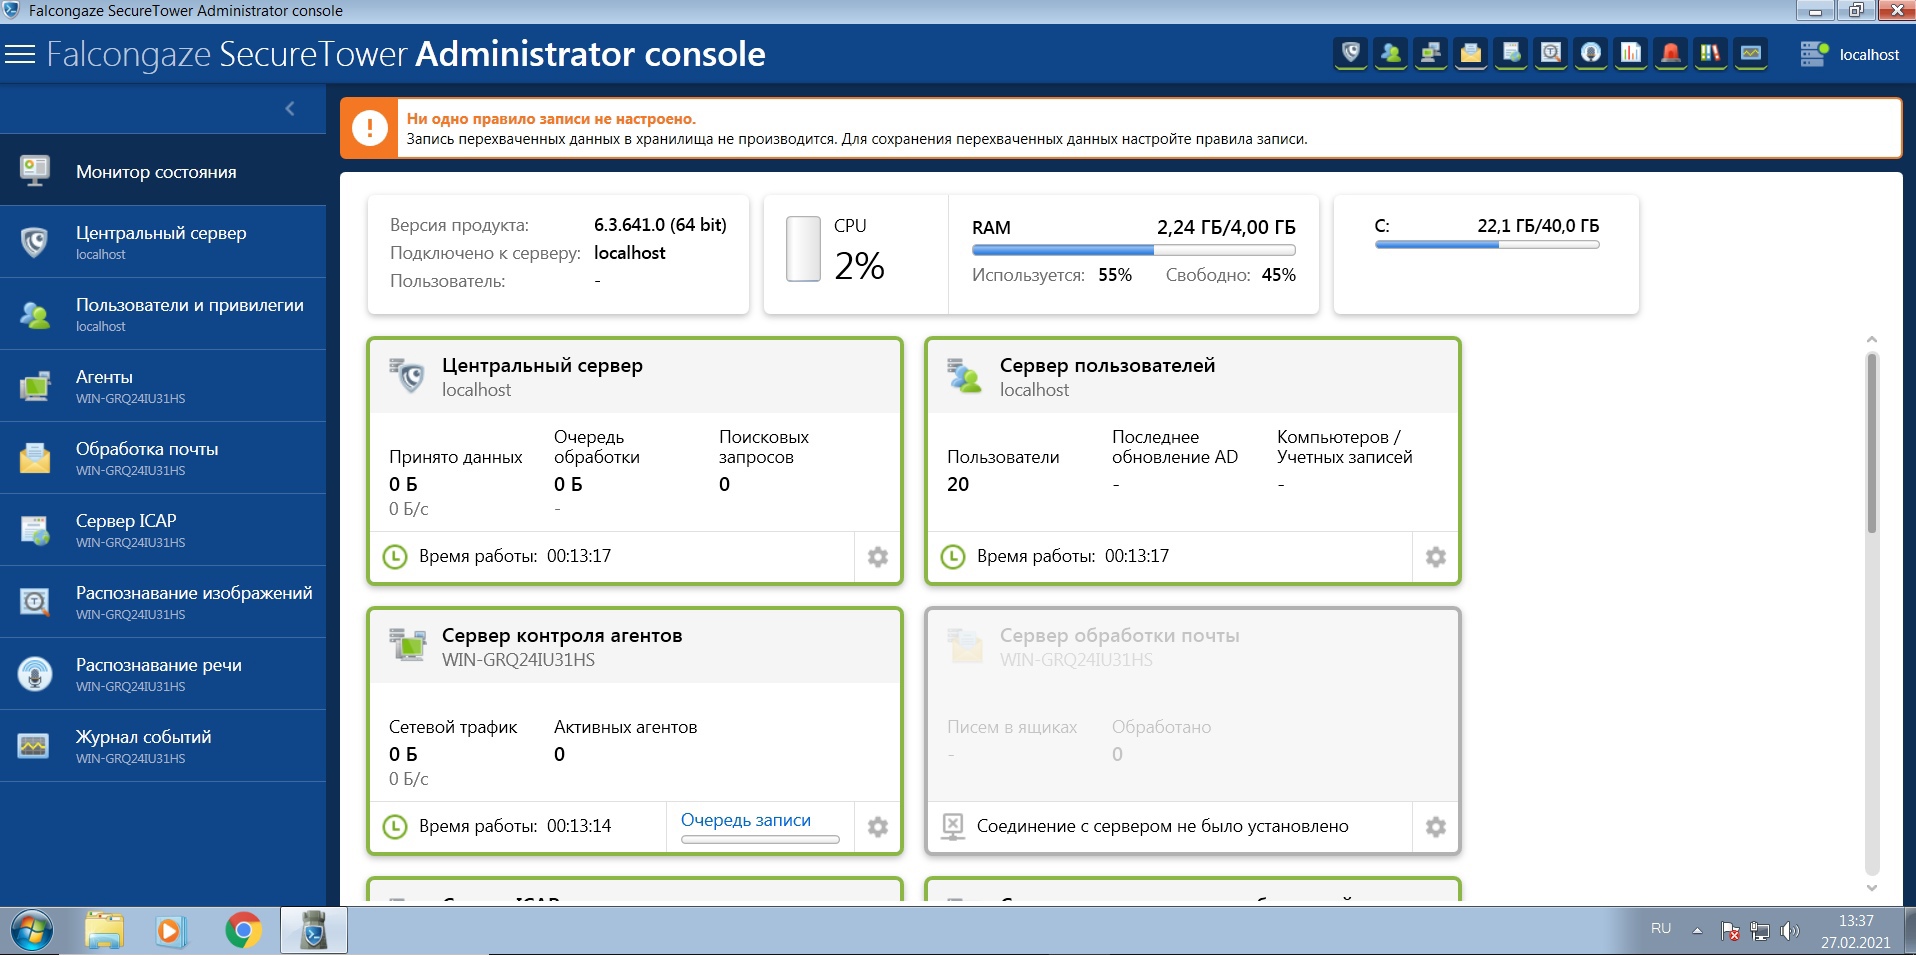 Falcongaze SecureTower Administrator console
Falcongaze SecureTower Administrator console
localhost
Ни одно правило записи не настроено.
Запись перехваченных данных в хранилища не производится. Для сохранения перехваченных данных настройте правила записи.
Монитор состояния
Центральный сервер
localhost
Пользователи и привилегии
localhost
Агенты
WIN-GRQ24IU31HS
Обработка почты
WIN-GRQ24IU31HS
Сервер ICAP
WIN-GRQ24IU31HS
Распознавание изображений
WIN-GRQ24IU31HS
Распознавание речи
WIN-GRQ24IU31HS
Журнал событий
WIN-GRQ24IU31HS
Версия продукта: 6.3.641.0 (64 bit)
Подключено к серверу: localhost
Пользователь: -
CPU
2%
RAM 2,24 ГБ/4,00 ГБ
Используется: 55% Свободно: 45%
C: 22,1 ГБ/40,0 ГБ
Центральный сервер
localhost
Принято данных
0 Б
0 Б/с
Очередь
обработки
0 Б
-
Поисковых
запросов
0
Время работы: 00:13:17
Сервер пользователей
localhost
Пользователи
20
Последнее
обновление AD
-
Компьютеров /
Учетных записей
-
Время работы: 00:13:17
Сервер контроля агентов
WIN-GRQ24IU31HS
Сетевой трафик
0 Б
0 Б/с
Активных агентов
0
Время работы: 00:13:14
Очередь записи
Сервер обработки почты
WIN-GRQ24IU31HS
Писем в ящиках
-
Обработано
0
Соединение с сервером не было установлено
Сервер ICAP
RU
13:37
27.02.2021